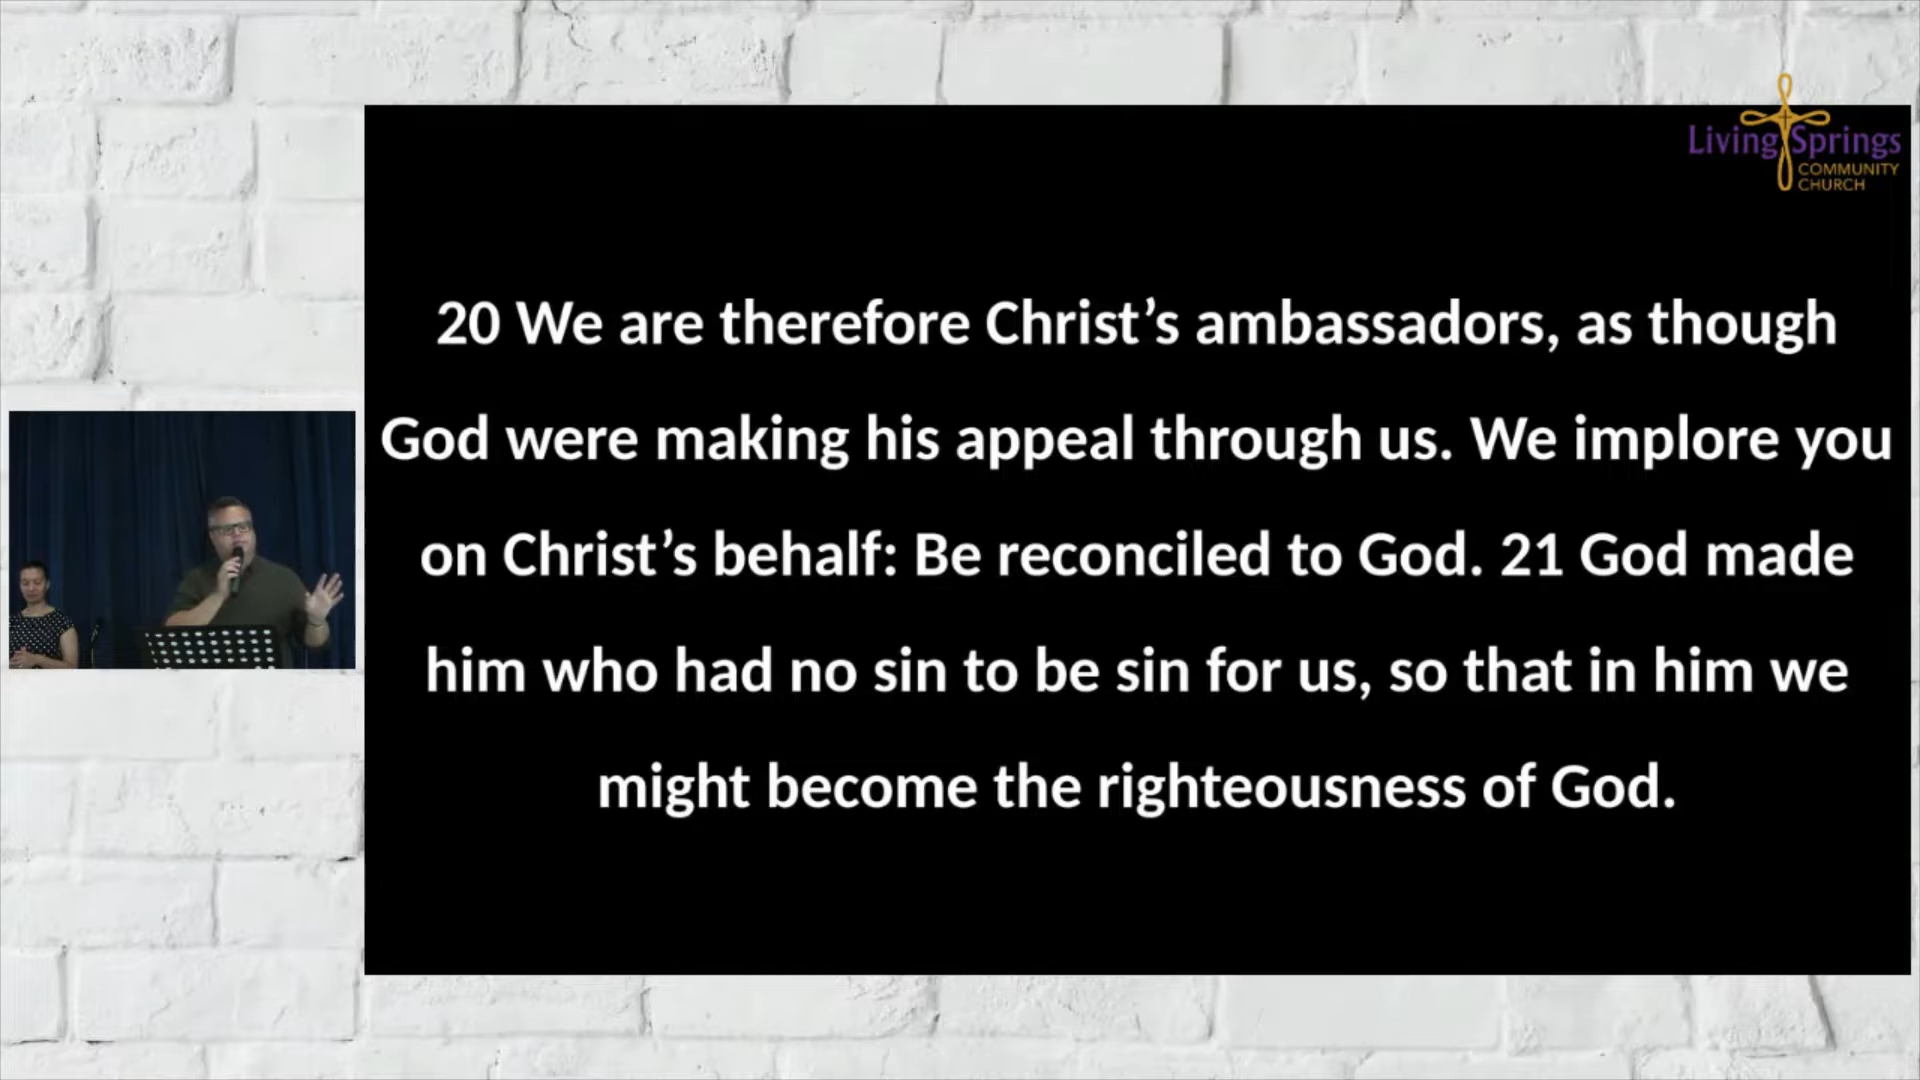 Living Springs
COMMUNITY
CHURCH
20 We are therefore Christ’s ambassadors, as though
God were making his appeal through us. We implore you
on Christ’s behalf: Be reconciled to God. 21 God made
him who had no sin to be sin for us, so that in him we
might become the righteousness of God.